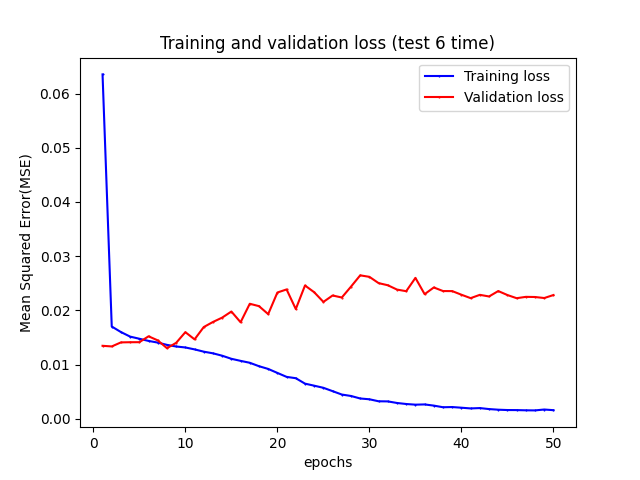 Training and validation loss (test 6 time)
Training loss
Validation loss
Mean Squared Error(MSE)
0.06
0.05
0.04
0.03
0.02
0.01
0.00
0 10 20 30 40 50
epochs